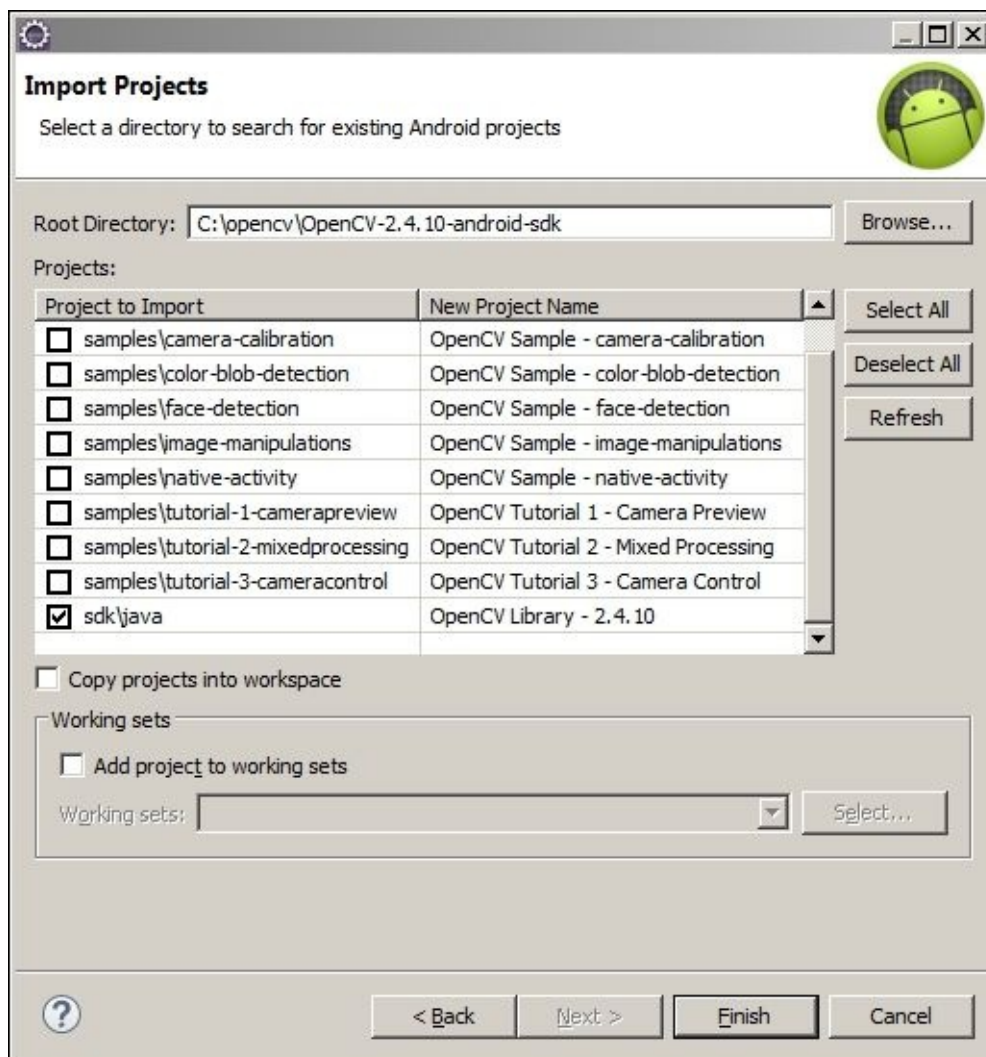 Import Projects
Select a directory to search for existing Android projects
Root Directory: C:\opencv\OpenCV-2.4.10-android-sdk Browse...
Projects:
Project to Import New Project Name Select All
samples\camera-calibration OpenCV Sample - camera-calibration
samples\color-blob-detection OpenCV Sample - color-blob-detection Deselect All
samples\face-detection OpenCV Sample - face-detection Refresh
samples\image-manipulations OpenCV Sample - image-manipulations
samples\native-activity OpenCV Sample - native-activity
samples\tutorial-1-camerapreview OpenCV Tutorial 1 - Camera Preview
samples\tutorial-2-mixedprocessing OpenCV Tutorial 2 - Mixed Processing
samples\tutorial-3-cameracontrol OpenCV Tutorial 3 - Camera Control
sdk\java OpenCV Library - 2.4.10
Copy projects into workspace
Working sets
Add project to working sets
Working sets: Select...
? < Back Next > Finish Cancel